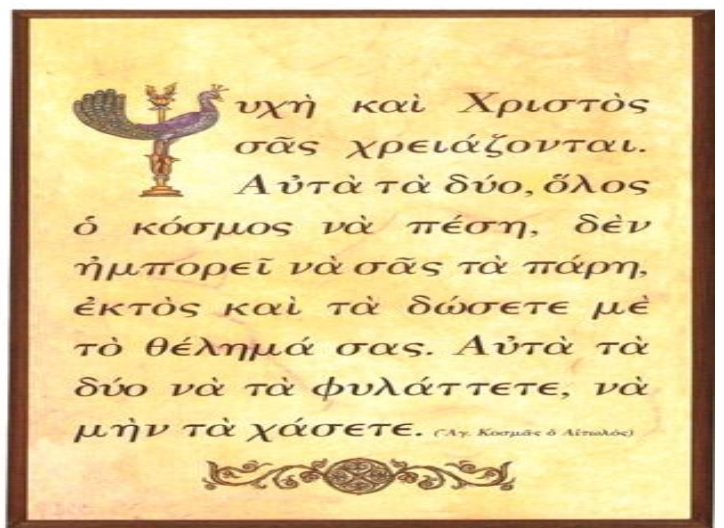 Ψυχὴ καὶ Χριστὸς
σᾶς χρειάζονται.
Αὐτὰ τὰ δύο, ὅλος
ὁ κόσμος νὰ πέση, δὲν
ἠμπορεῖ νὰ σᾶς τὰ πάρη,
ἐκτὸς καὶ τὰ δώσετε μὲ
τὸ θέλημά σας. Αὐτὰ τὰ
δύο νὰ τὰ φυλάττετε, νὰ
μὴν τὰ χάσετε. (Ἁγ. Κοσμᾶς ὁ Αἰτωλός)